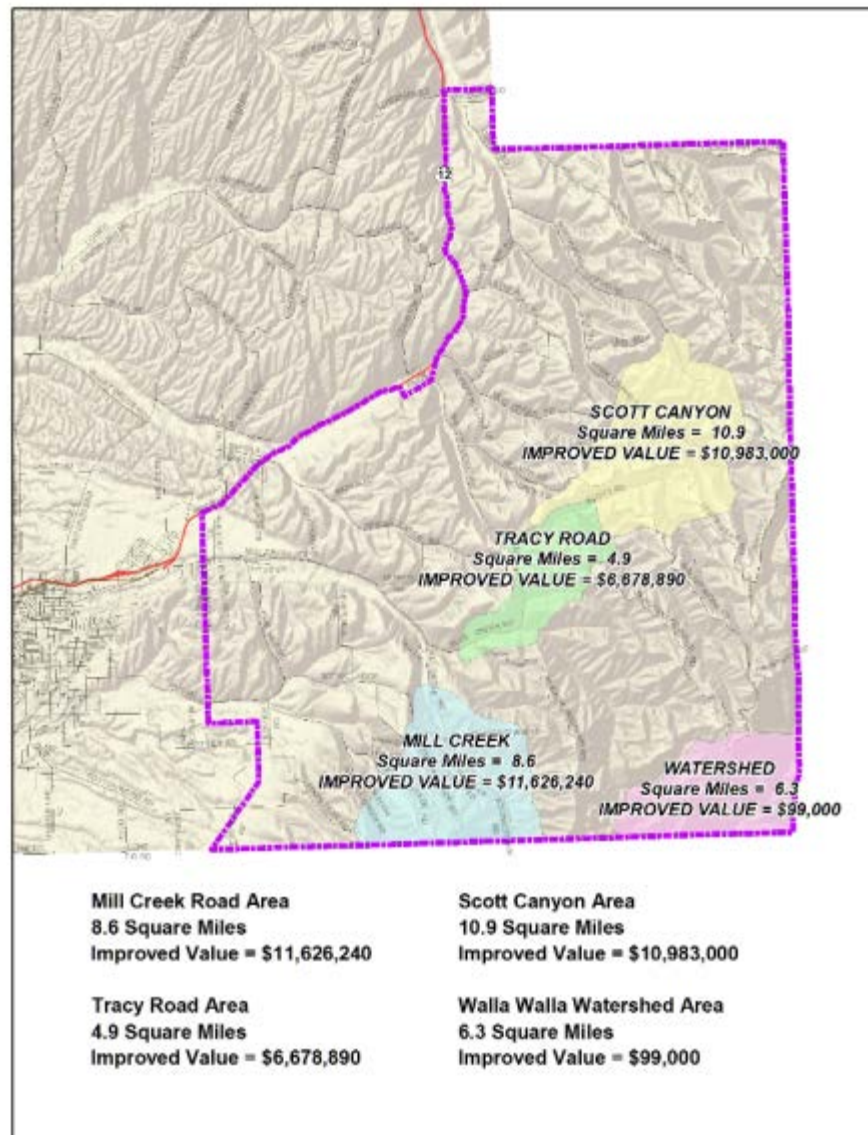 12
SCOTT CANYON
Square Miles = 10.9
IMPROVED VALUE = $10,983,000
TRACY ROAD
Square Miles = 4.9
IMPROVED VALUE = $6,678,890
MILL CREEK
Square Miles = 8.6
IMPROVED VALUE = $11,626,240
WATERSHED
Square Miles = 6.3
IMPROVED VALUE = $99,000
Mill Creek Road Area
8.6 Square Miles
Improved Value = $11,626,240
Scott Canyon Area
10.9 Square Miles
Improved Value = $10,983,000
Tracy Road Area
4.9 Square Miles
Improved Value = $6,678,890
Walla Walla Watershed Area
6.3 Square Miles
Improved Value = $99,000